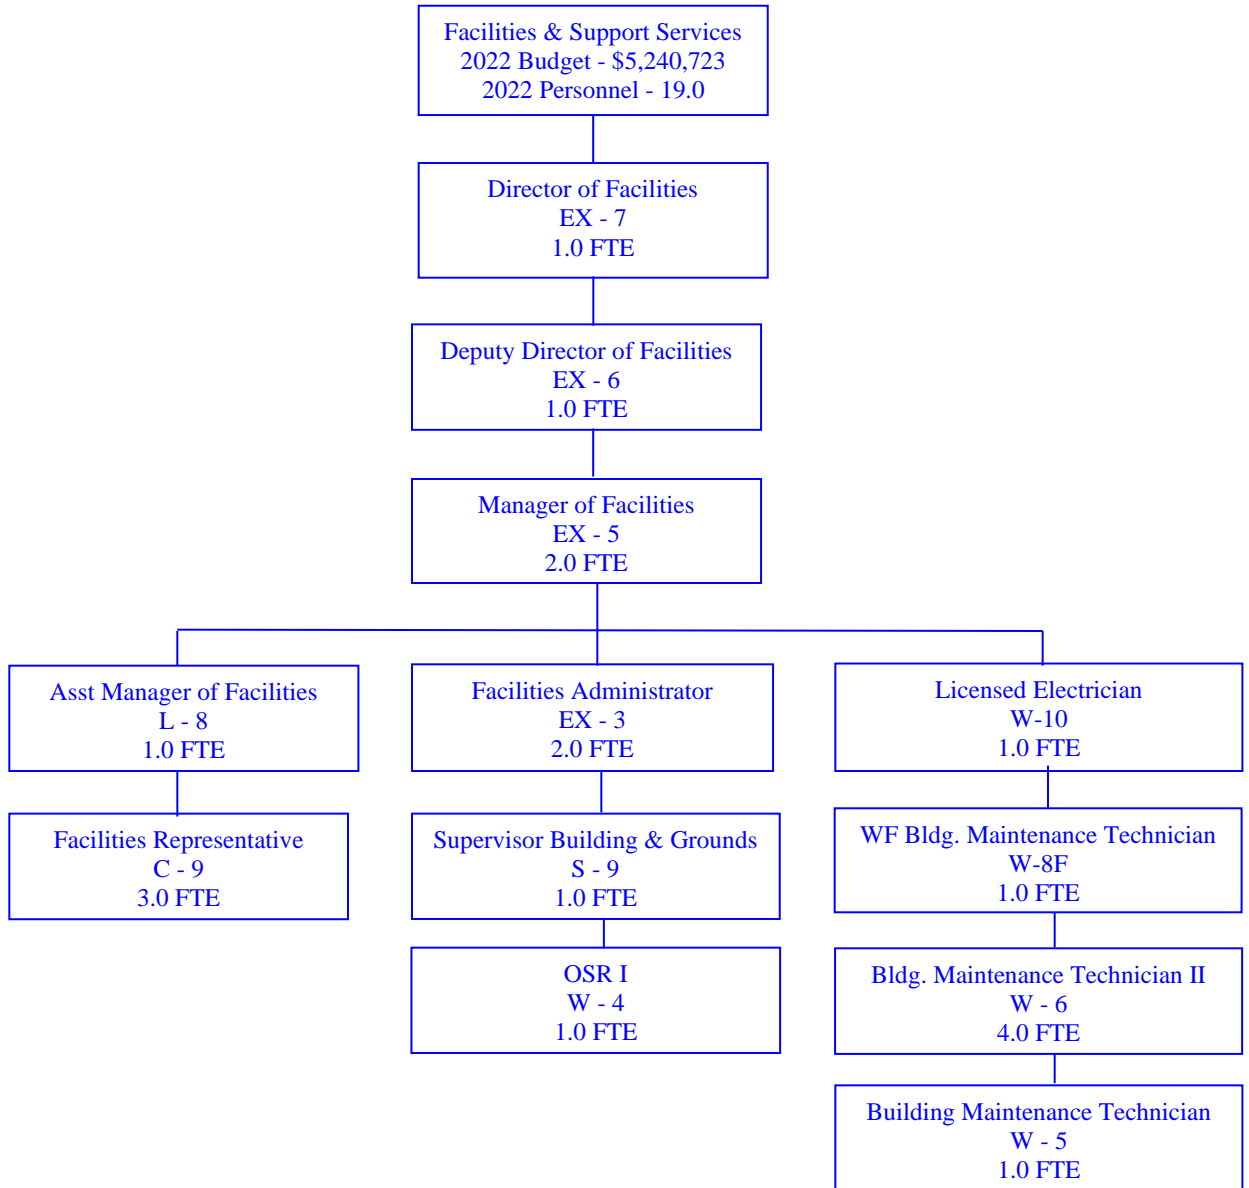 Facilities & Support Services
2022 Budget - $5,240,723
2022 Personnel - 19.0
Director of Facilities
EX - 7
1.0 FTE
Deputy Director of Facilities
EX - 6
1.0 FTE
Manager of Facilities
EX - 5
2.0 FTE
Asst Manager of Facilities
L - 8
1.0 FTE
Facilities Administrator
EX - 3
2.0 FTE
Licensed Electrician
W-10
1.0 FTE
Facilities Representative
C - 9
3.0 FTE
Supervisor Building & Grounds
S - 9
1.0 FTE
WF Bldg. Maintenance Technician
W-8F
1.0 FTE
OSR I
W - 4
1.0 FTE
Bldg. Maintenance Technician II
W - 6
4.0 FTE
Building Maintenance Technician
W - 5
1.0 FTE